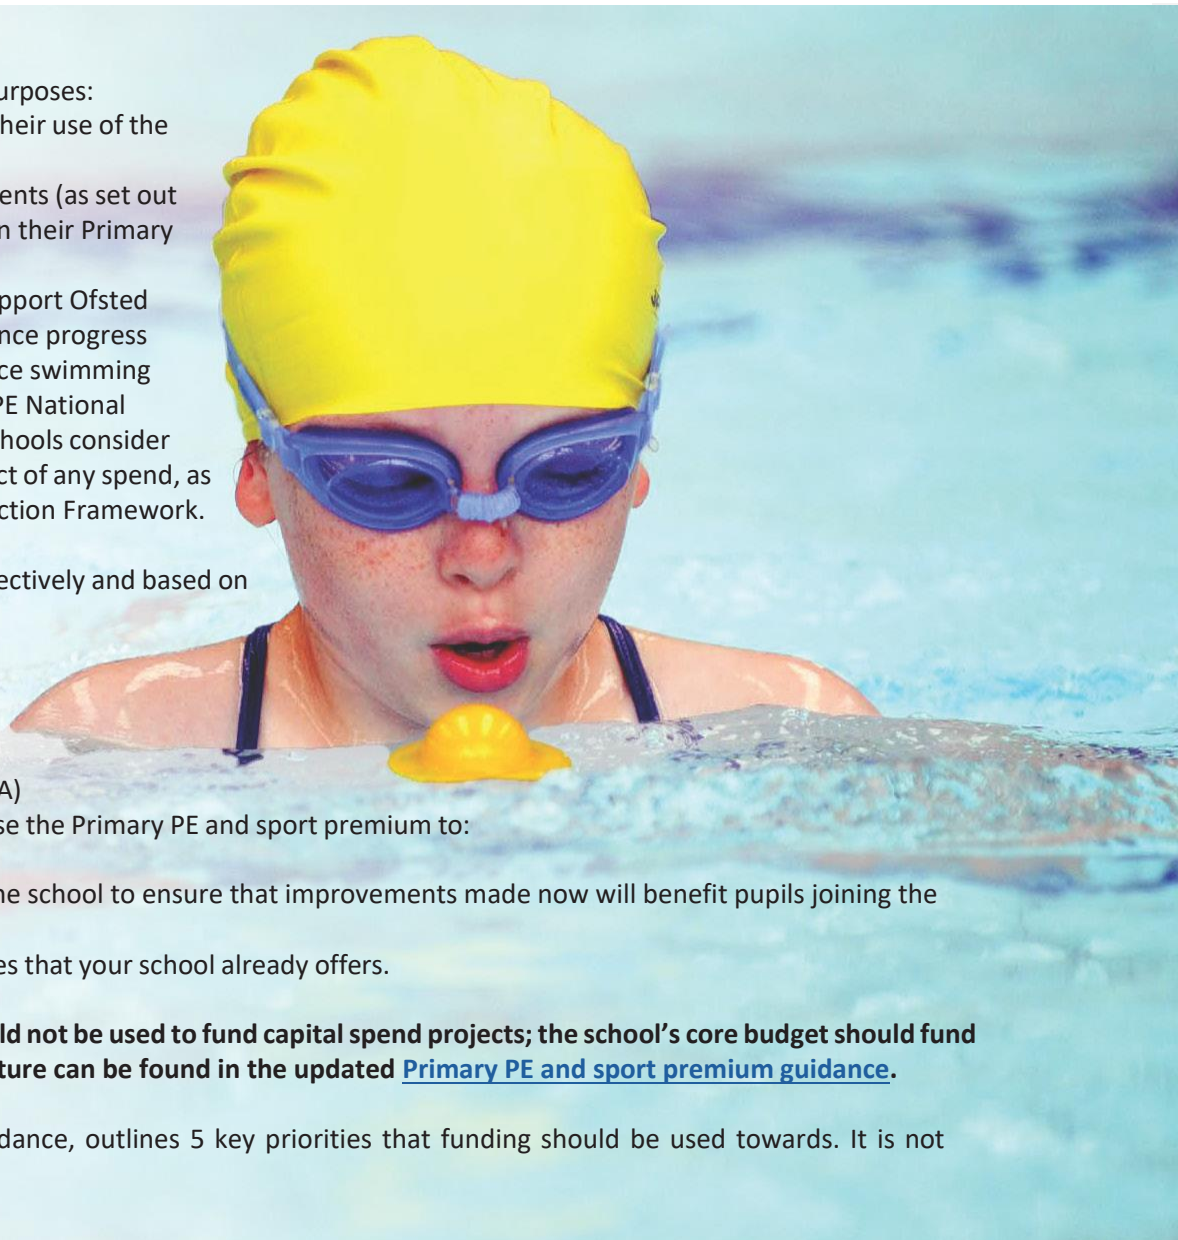 urposes:
heir use of the
ents (as set out
n their Primary
pport Ofsted
nce progress
ce swimming
PE National
chools consider
ct of any spend, as
ction Framework.
ectively and based on
A)
se the Primary PE and sport premium to:
he school to ensure that improvements made now will benefit pupils joining the
es that your school already offers.
ld not be used to fund capital spend projects; the school’s core budget should fund
ture can be found in the updated Primary PE and sport premium guidance.
dance, outlines 5 key priorities that funding should be used towards. It is not